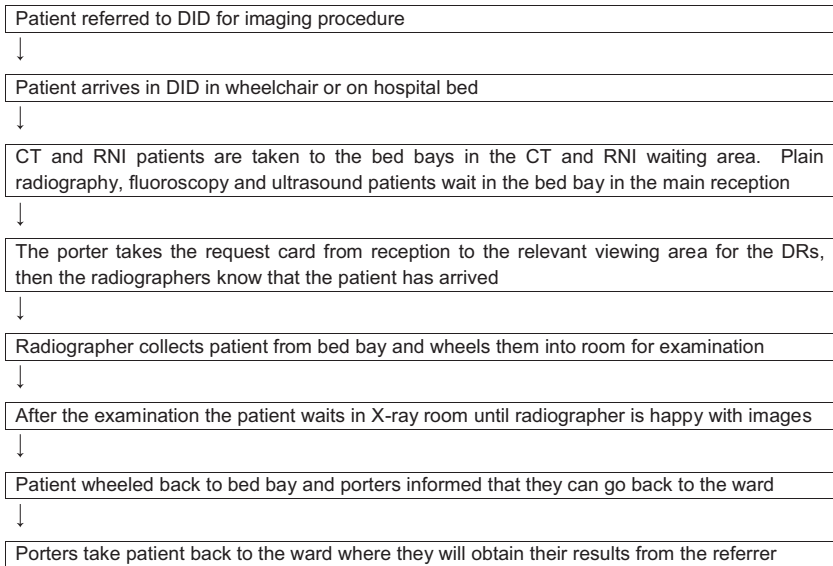 Patient referred to DID for imaging procedure
↓
Patient arrives in DID in wheelchair or on hospital bed
↓
CT and RNI patients are taken to the bed bays in the CT and RNI waiting area. Plain
radiography, fluoroscopy and ultrasound patients wait in the bed bay in the main reception
↓
The porter takes the request card from reception to the relevant viewing area for the DRs,
then the radiographers know that the patient has arrived
↓
Radiographer collects patient from bed bay and wheels them into room for examination
↓
After the examination the patient waits in X-ray room until radiographer is happy with images
↓
Patient wheeled back to bed bay and porters informed that they can go back to the ward
↓
Porters take patient back to the ward where they will obtain their results from the referrer